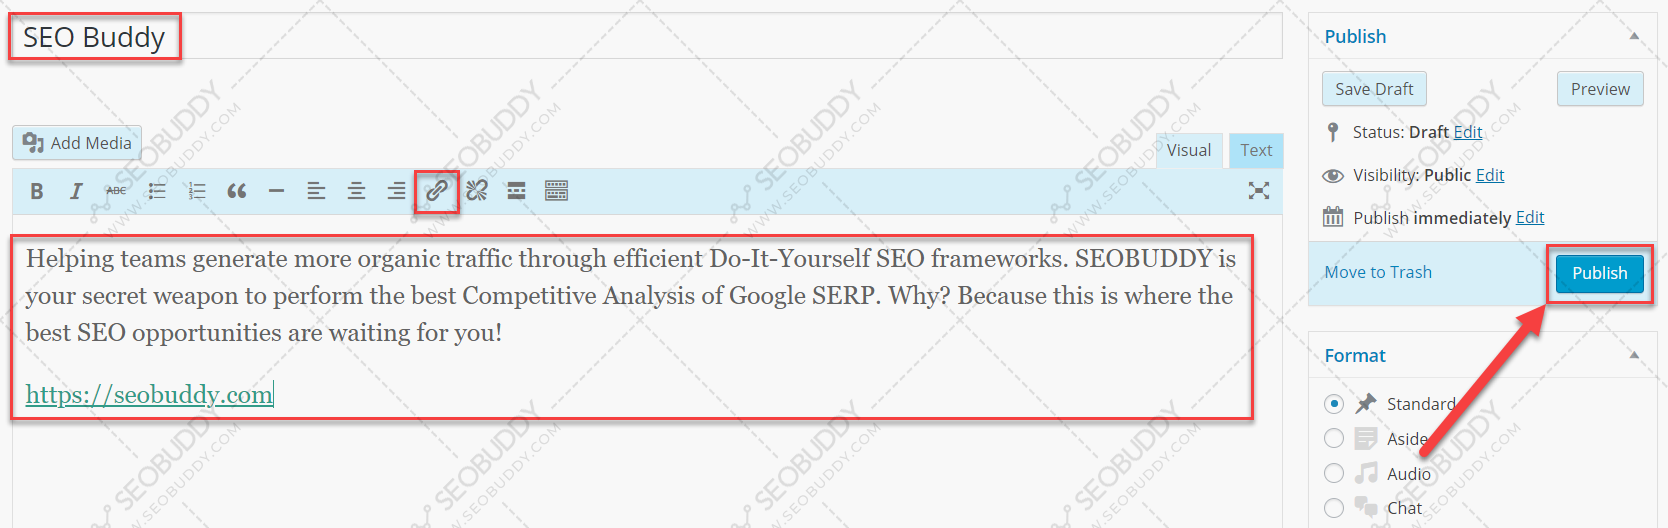 SEO Buddy
Add Media
Visual
Text
B I ABC
Helping teams generate more organic traffic through efficient Do-It-Yourself SEO frameworks. SEOBUDDY is
your secret weapon to perform the best Competitive Analysis of Google SERP. Why? Because this is where the
best SEO opportunities are waiting for you!
https://seobuddy.com
Publish
Save Draft
Preview
Status: Draft Edit
Visibility: Public Edit
Publish immediately Edit
Move to Trash
Publish
Format
Standard
Aside
Audio
Chat
SEOBUDDY
WWW.SEOBUDDY.COM